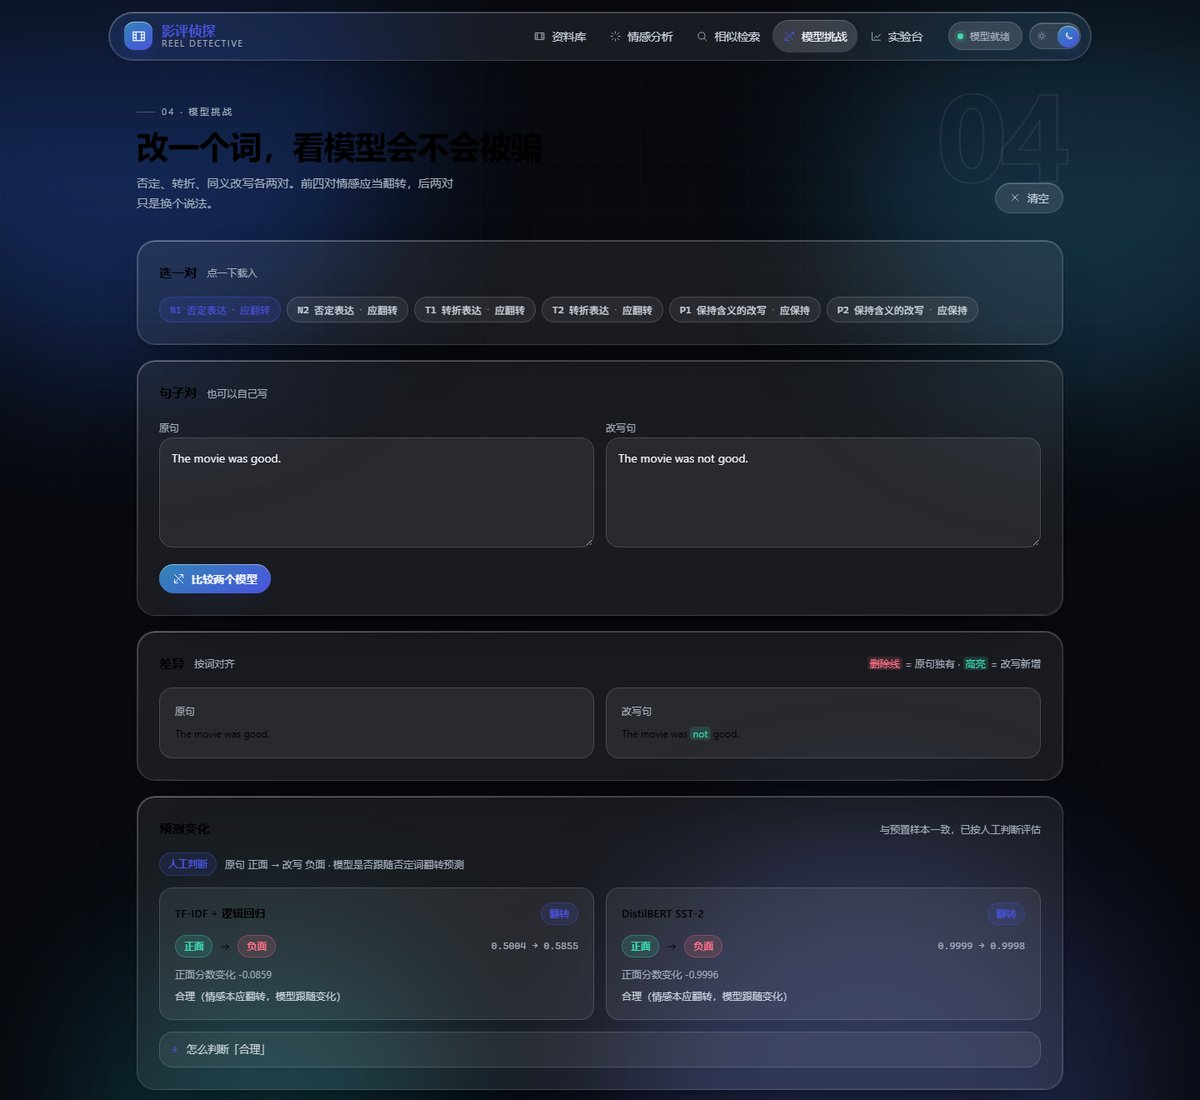 影评侦探
REEL DETECTIVE
资料库 情感分析 相似检索 模型挑战 实验台 模型就绪
04 · 模型挑战
04
改一个词，看模型会不会被骗
否定、转折、同义改写各两对。前四对情感应当翻转，后两对
只是换个说法。
× 清空
选一对 点一下载入
N1 否定表达 · 应翻转 N2 否定表达 · 应翻转 T1 转折表达 · 应翻转 T2 转折表达 · 应翻转 P1 保持含义的改写 · 应保持 P2 保持含义的改写 · 应保持
句子对 也可以自己写
原句 改写句
The movie was good. The movie was not good.
比较两个模型
差异 按词对齐 删除线 = 原句独有 · 高亮 = 改写新增
原句 改写句
The movie was good. The movie was not good.
预测变化 与预置样本一致，已按人工判断评估
人工判断 原句 正面 → 改写 负面 · 模型是否跟随否定词翻转预测
TF-IDF + 逻辑回归 翻转 DistilBERT SST-2 翻转
正面 → 负面 0.5004 → 0.5855 正面 → 负面 0.9999 → 0.9998
正面分数变化 -0.0859 正面分数变化 -0.9996
合理（情感本应翻转，模型跟随变化） 合理（情感本应翻转，模型跟随变化）
+ 怎么判断「合理」